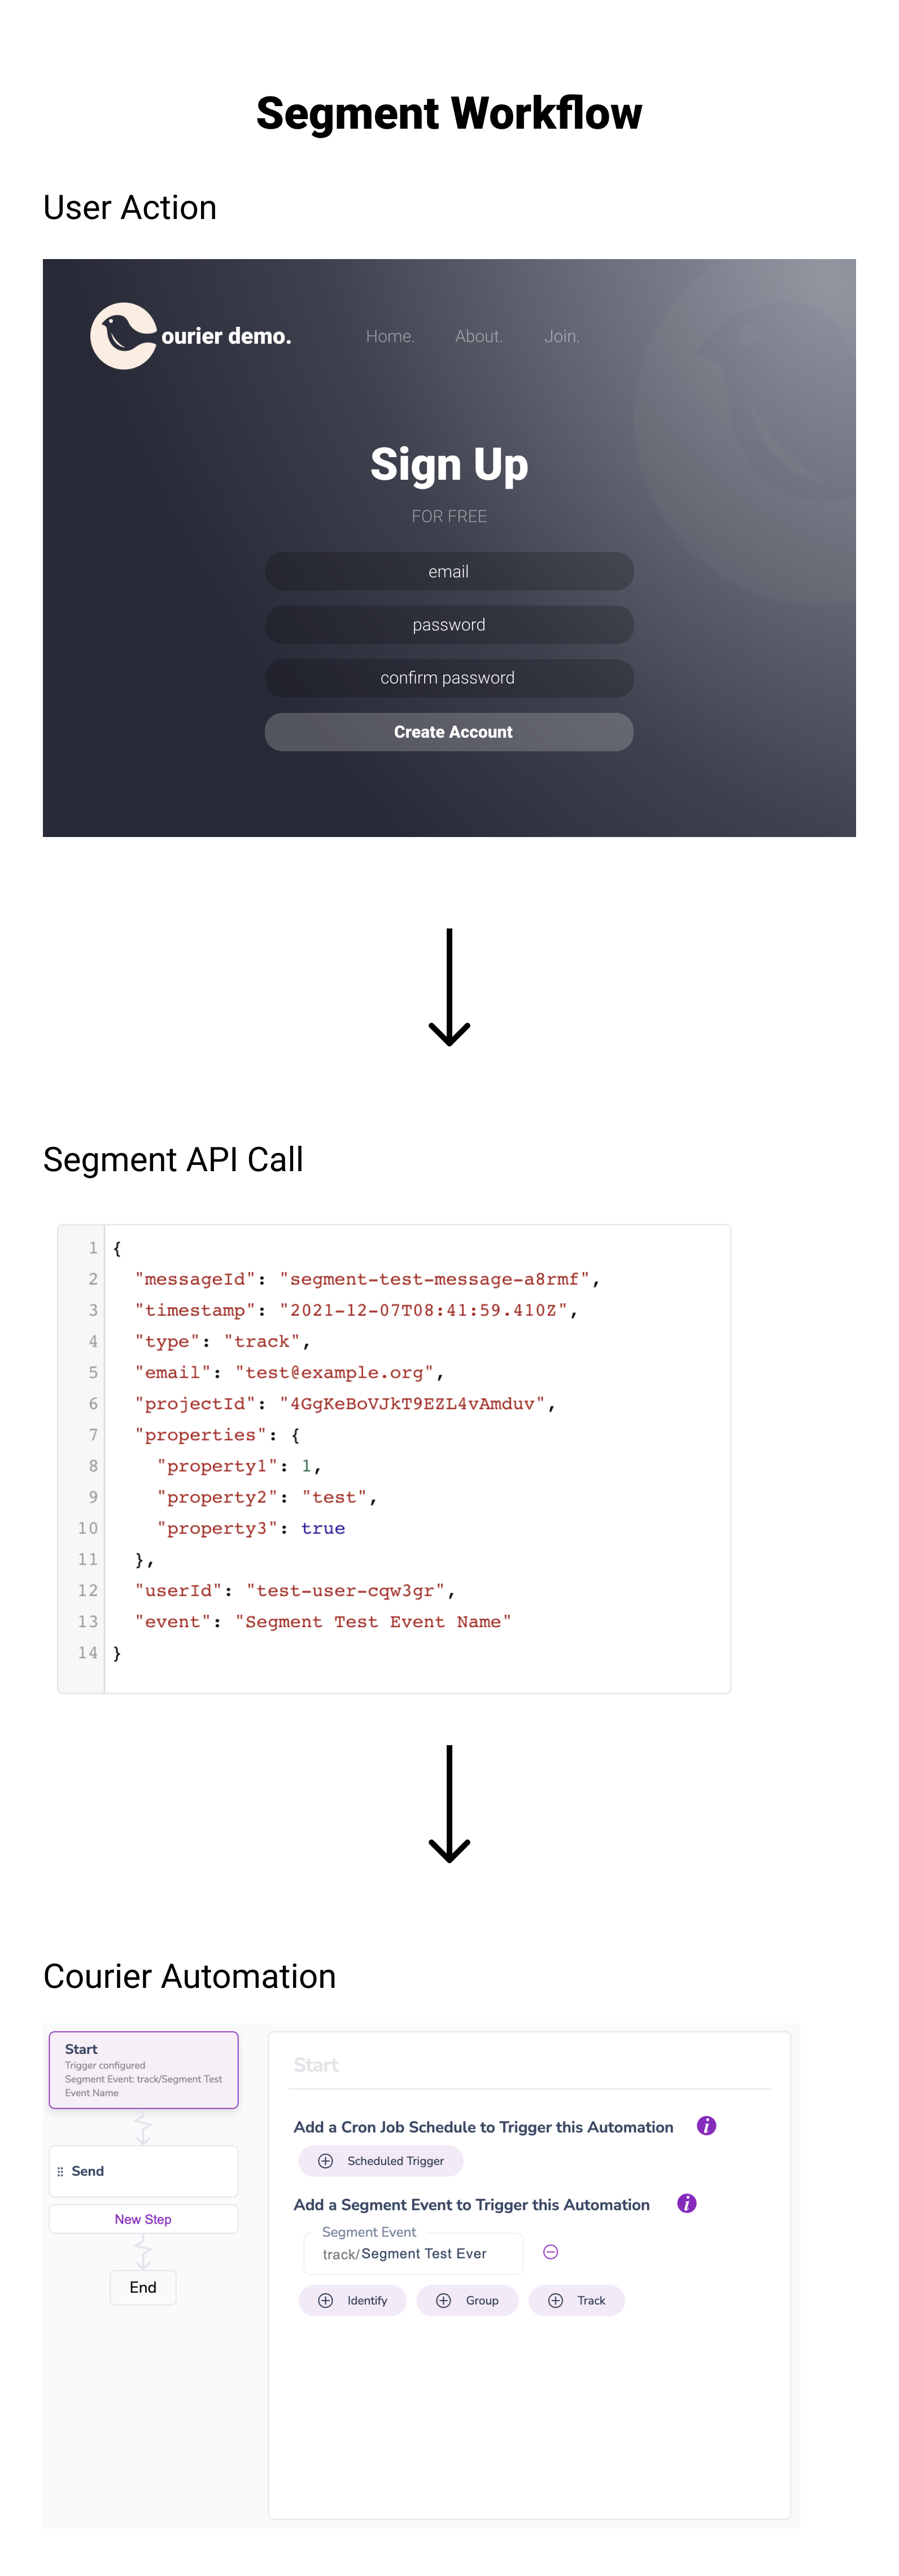 Segment Workflow
User Action
ourier demo.
Home. About. Join.
Sign Up
FOR FREE
email
password
confirm password
Create Account
Segment API Call
1 {
2 "messageId": "segment-test-message-a8rmf",
3 "timestamp": "2021-12-07T08:41:59.410Z",
4 "type": "track",
5 "email": "test@example.org",
6 "projectId": "4GgKeBoVJkT9EZL4vAmduv",
7 "properties": {
8 "property1": 1,
9 "property2": "test",
10 "property3": true
11 },
12 "userId": "test-user-cqw3gr",
13 "event": "Segment Test Event Name"
14 }
Courier Automation
Start
Trigger configured
Segment Event: track/Segment Test
Event Name
Send
New Step
End
Start
Add a Cron Job Schedule to Trigger this Automation i
Scheduled Trigger
Add a Segment Event to Trigger this Automation i
Segment Event
track/Segment Test Ever
Identify Group Track